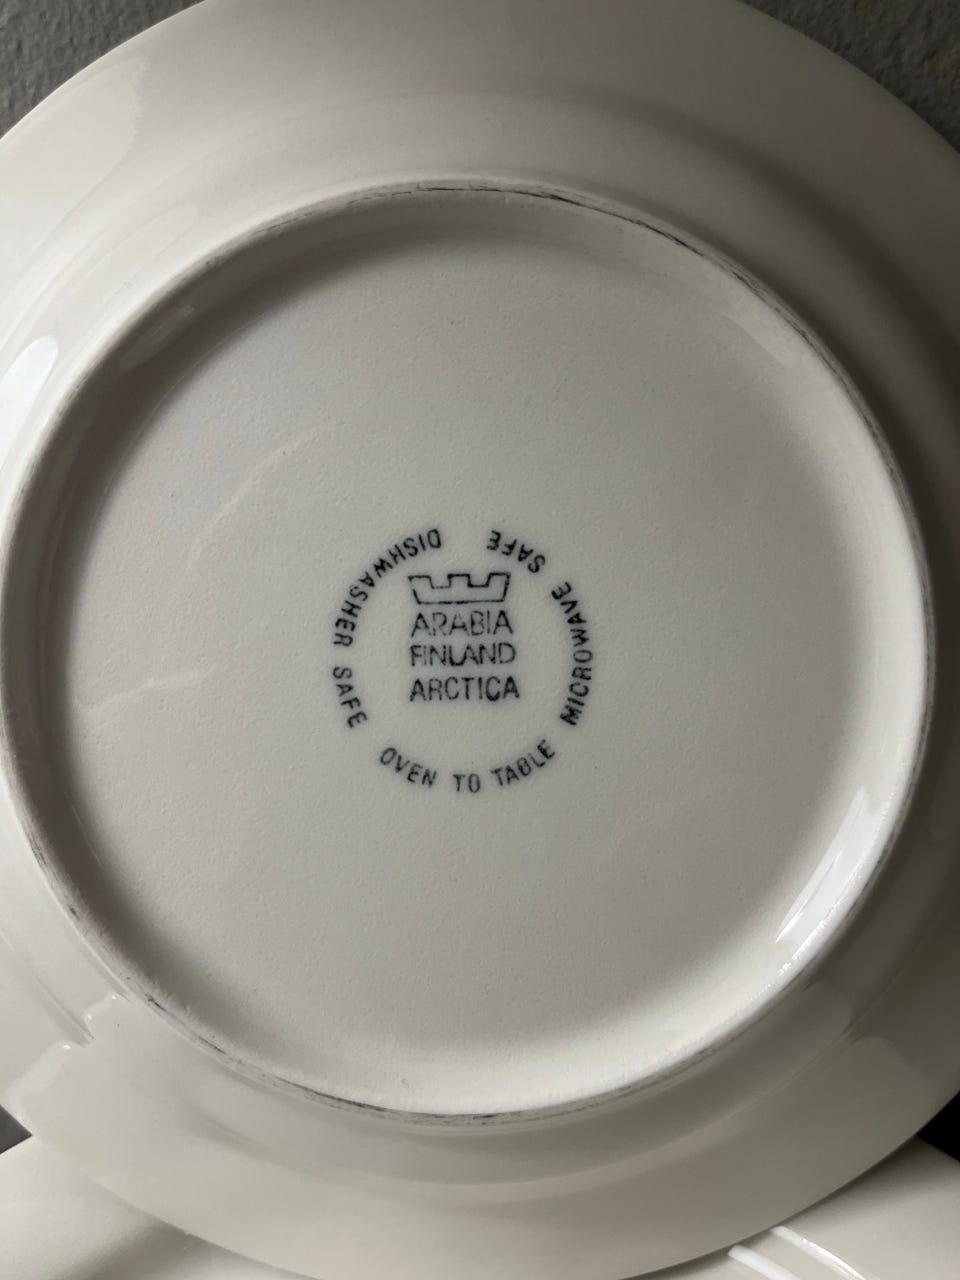 ARABIA
FINLAND
ARCTICA
DISHWASHER SAFE
OVEN TO TABLE
MICROWAVE SAFE